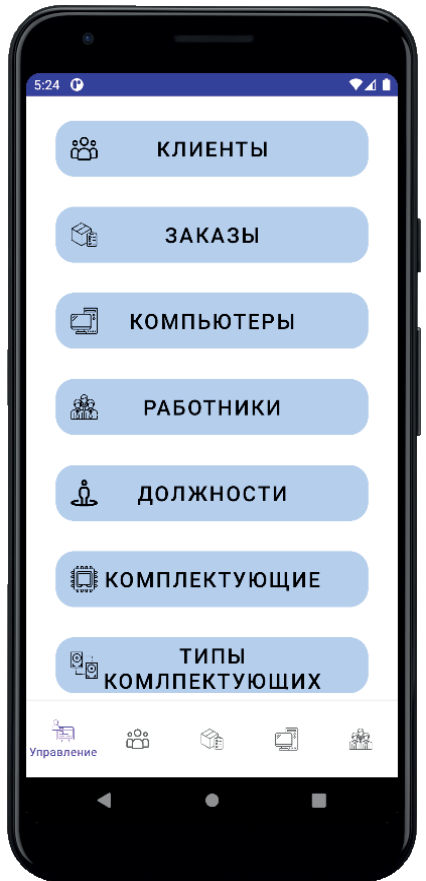 5:24
КЛИЕНТЫ
ЗАКАЗЫ
КОМПЬЮТЕРЫ
РАБОТНИКИ
ДОЛЖНОСТИ
КОМПЛЕКТУЮЩИЕ
ТИПЫ
КОМЛПЕКТУЮЩИХ
Управление